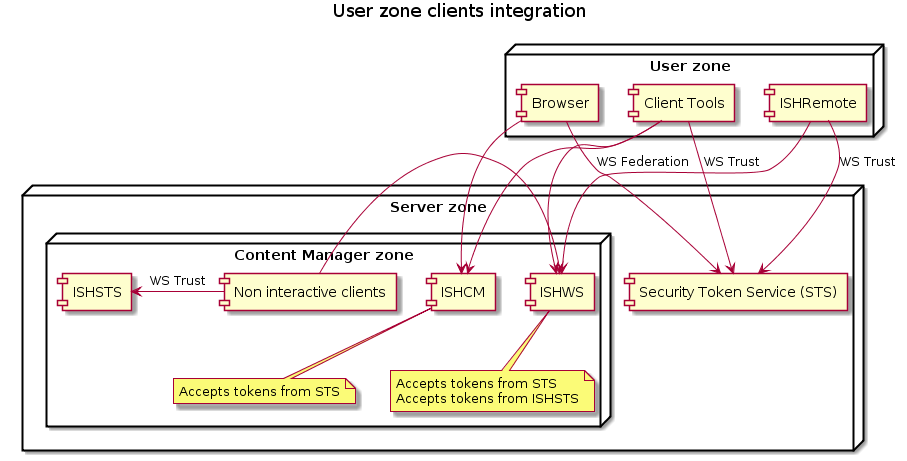 User zone clients integration
User zone
Browser
Client Tools
ISHRemote
WS Federation
WS Trust
WS Trust
Server zone
Content Manager zone
ISHSTS
WS Trust
Non interactive clients
ISHCM
ISHWS
Security Token Service (STS)
Accepts tokens from STS
Accepts tokens from STS
Accepts tokens from ISHSTS